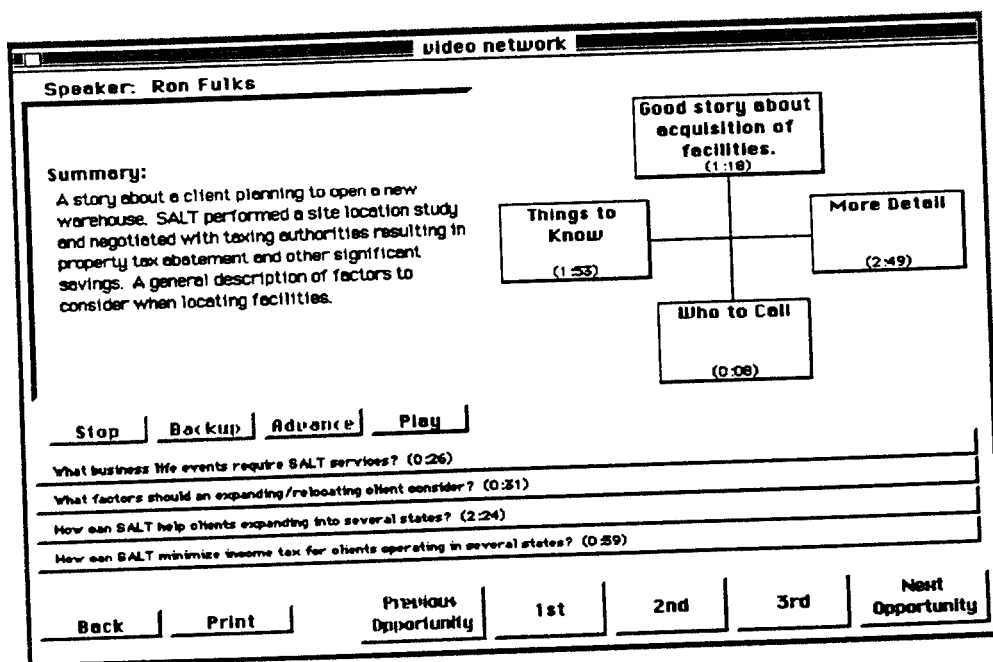 video network
Speaker: Ron Fulks
Summary:
A story about a client planning to open a new
warehouse. SALT performed a site location study
and negotiated with taxing authorities resulting in
property tax abatement and other significant
savings. A general description of factors to
consider when locating facilities.
Good story about
acquisition of
facilities.
(1:18)
Things to
Know
(1:53)
More Detail
(2:49)
Who to Call
(0:08)
Stop
Backup
Advance
Play
What business life events require SALT services? (0:26)
What factors should an expanding/relocating client consider? (0:31)
How can SALT help clients expanding into several states? (2:24)
How can SALT minimize income tax for clients operating in several states? (0:59)
Back
Print
Previous
Opportunity
1st
2nd
3rd
Next
Opportunity